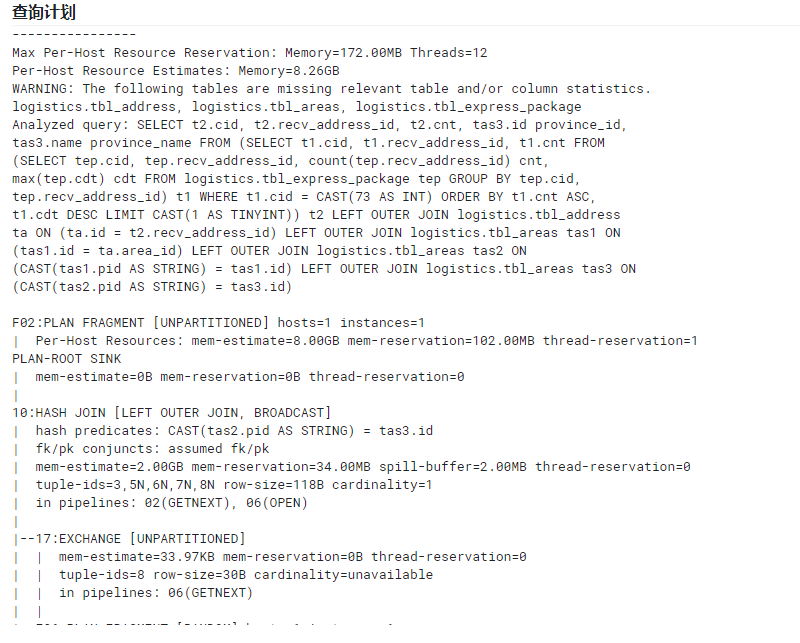 查询计划
----------------
Max Per-Host Resource Reservation: Memory=172.00MB Threads=12
Per-Host Resource Estimates: Memory=8.26GB
WARNING: The following tables are missing relevant table and/or column statistics.
logistics.tbl_address, logistics.tbl_areas, logistics.tbl_express_package
Analyzed query: SELECT t2.cid, t2.recv_address_id, t2.cnt, tas3.id province_id,
tas3.name province_name FROM (SELECT t1.cid, t1.recv_address_id, t1.cnt FROM
(SELECT tep.cid, tep.recv_address_id, count(tep.recv_address_id) cnt,
max(tep.cdt) cdt FROM logistics.tbl_express_package tep GROUP BY tep.cid,
tep.recv_address_id) t1 WHERE t1.cid = CAST(73 AS INT) ORDER BY t1.cnt ASC,
t1.cdt DESC LIMIT CAST(1 AS TINYINT)) t2 LEFT OUTER JOIN logistics.tbl_address
ta ON (ta.id = t2.recv_address_id) LEFT OUTER JOIN logistics.tbl_areas tas1 ON
(tas1.id = ta.area_id) LEFT OUTER JOIN logistics.tbl_areas tas2 ON
(CAST(tas1.pid AS STRING) = tas1.id) LEFT OUTER JOIN logistics.tbl_areas tas3 ON
(CAST(tas2.pid AS STRING) = tas3.id)

F02:PLAN FRAGMENT [UNPARTITIONED] hosts=1 instances=1
|  Per-Host Resources: mem-estimate=8.00GB mem-reservation=102.00MB thread-reservation=1
PLAN-ROOT SINK
|  mem-estimate=0B mem-reservation=0B thread-reservation=0
|
10:HASH JOIN [LEFT OUTER JOIN, BROADCAST]
|  hash predicates: CAST(tas2.pid AS STRING) = tas3.id
|  fk/pk conjuncts: assumed fk/pk
|  mem-estimate=2.00GB mem-reservation=34.00MB spill-buffer=2.00MB thread-reservation=0
|  tuple-ids=3,5N,6N,7N,8N row-size=118B cardinality=1
|  in pipelines: 02(GETNEXT), 06(OPEN)
|
|--17:EXCHANGE [UNPARTITIONED]
|  |  mem-estimate=33.97KB mem-reservation=0B thread-reservation=0
|  |  tuple-ids=8 row-size=30B cardinality=unavailable
|  |  in pipelines: 06(GETNEXT)
|  |